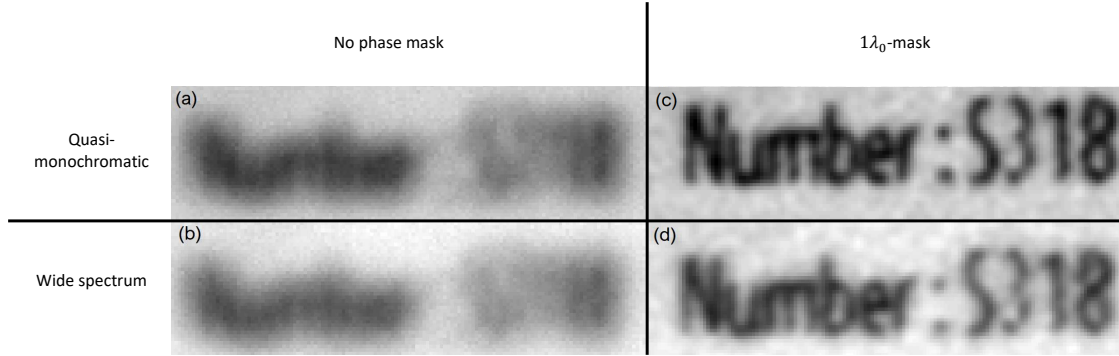 No phase mask
1λ₀-mask
Quasi-
monochromatic
(a)
(c)
Number:S318
Wide spectrum
(b)
(d)
Number:S318